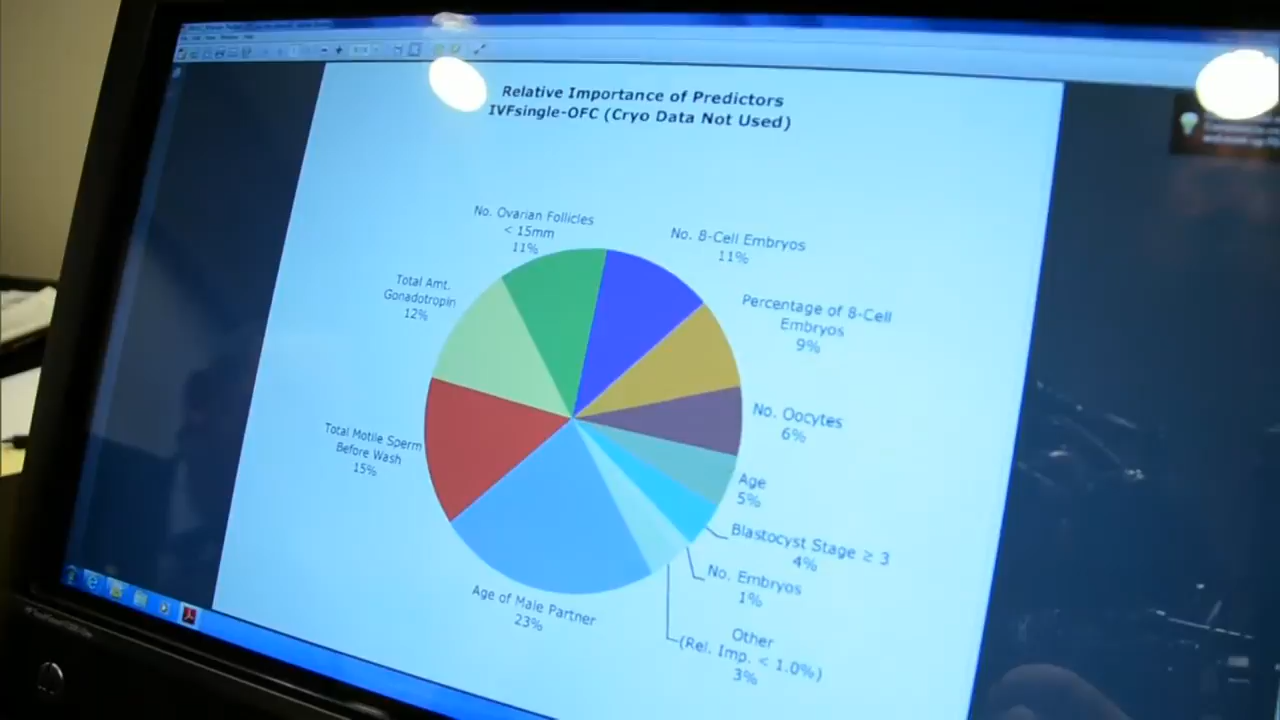 Relative Importance of Predictors
IVFsingle-OFC (Cryo Data Not Used)
No. Ovarian Follicles
< 15mm
11%
No. 8-Cell Embryos
11%
Total Amt.
Gonadotropin
12%
Percentage of 8-Cell
Embryos
9%
No. Oocytes
6%
Total Motile Sperm
Before Wash
15%
Age
5%
Blastocyst Stage ≥ 3
4%
No. Embryos
1%
Age of Male Partner
23%
Other
(Rel. Imp. < 1.0%)
3%